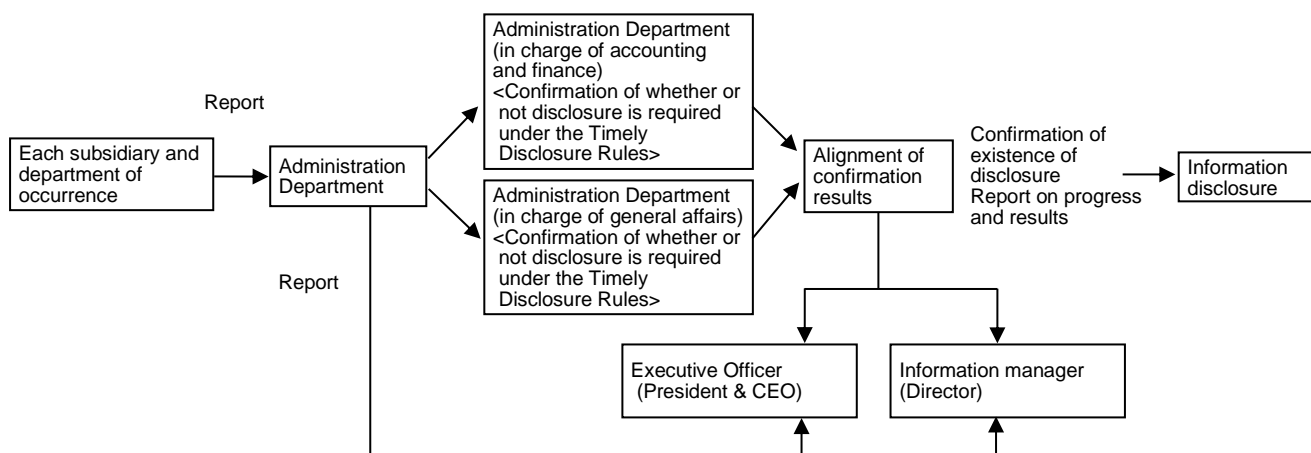 Report
Each subsidiary and
department of
occurrence
Administration
Department
Report
Administration Department
(in charge of accounting
and finance)
<Confirmation of whether or
not disclosure is required
under the Timely
Disclosure Rules>
Administration Department
(in charge of general affairs)
<Confirmation of whether or
not disclosure is required
under the Timely
Disclosure Rules>
Alignment of
confirmation
results
Confirmation of
existence of
disclosure
Report on progress
and results
Information
disclosure
Executive Officer
(President & CEO)
Information manager
(Director)